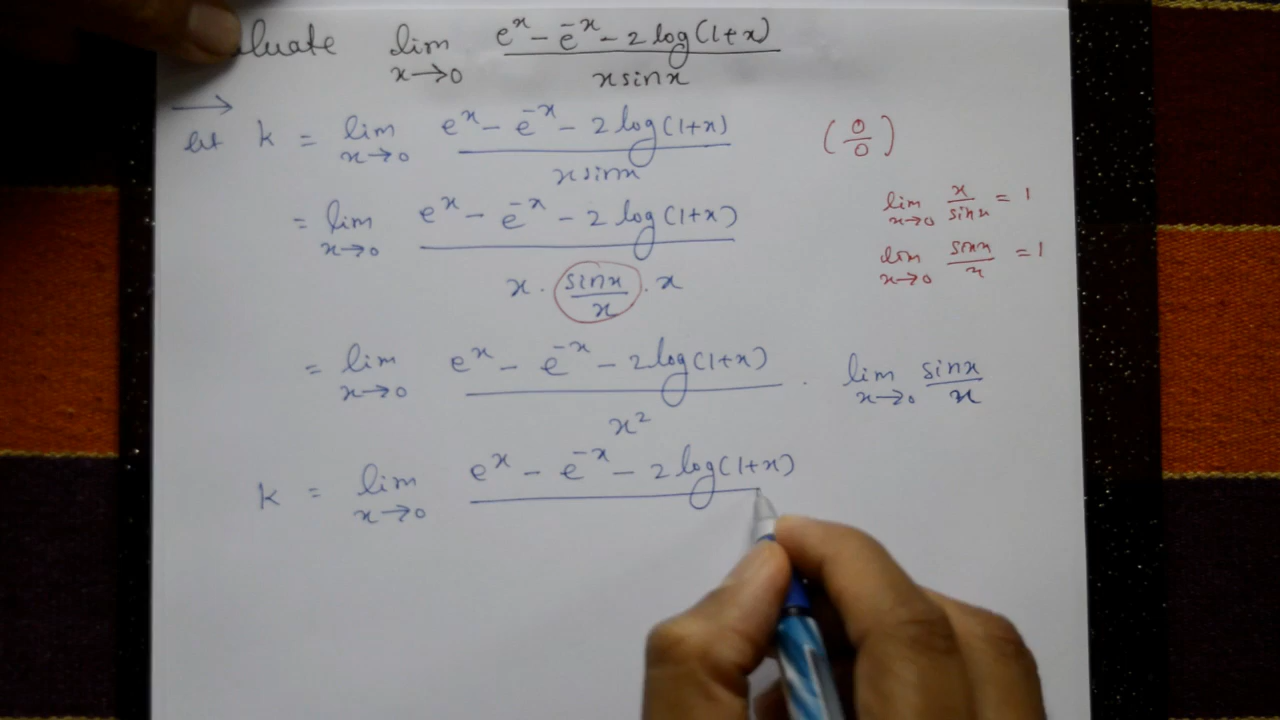 luate lim x→0 (e^x - e^-x - 2 log(1+x)) / (x sin x)
let k = lim x→0 (e^x - e^-x - 2 log(1+x)) / (x sin x) (0/0)
lim x→0 x/sin x = 1
= lim x→0 (e^x - e^-x - 2 log(1+x)) / (x · (sin x / x) · x)
lim x→0 sin x / x = 1
= lim x→0 (e^x - e^-x - 2 log(1+x)) / x² · lim x→0 sin x / x
k = lim x→0 e^x - e^-x - 2 log(1+x)